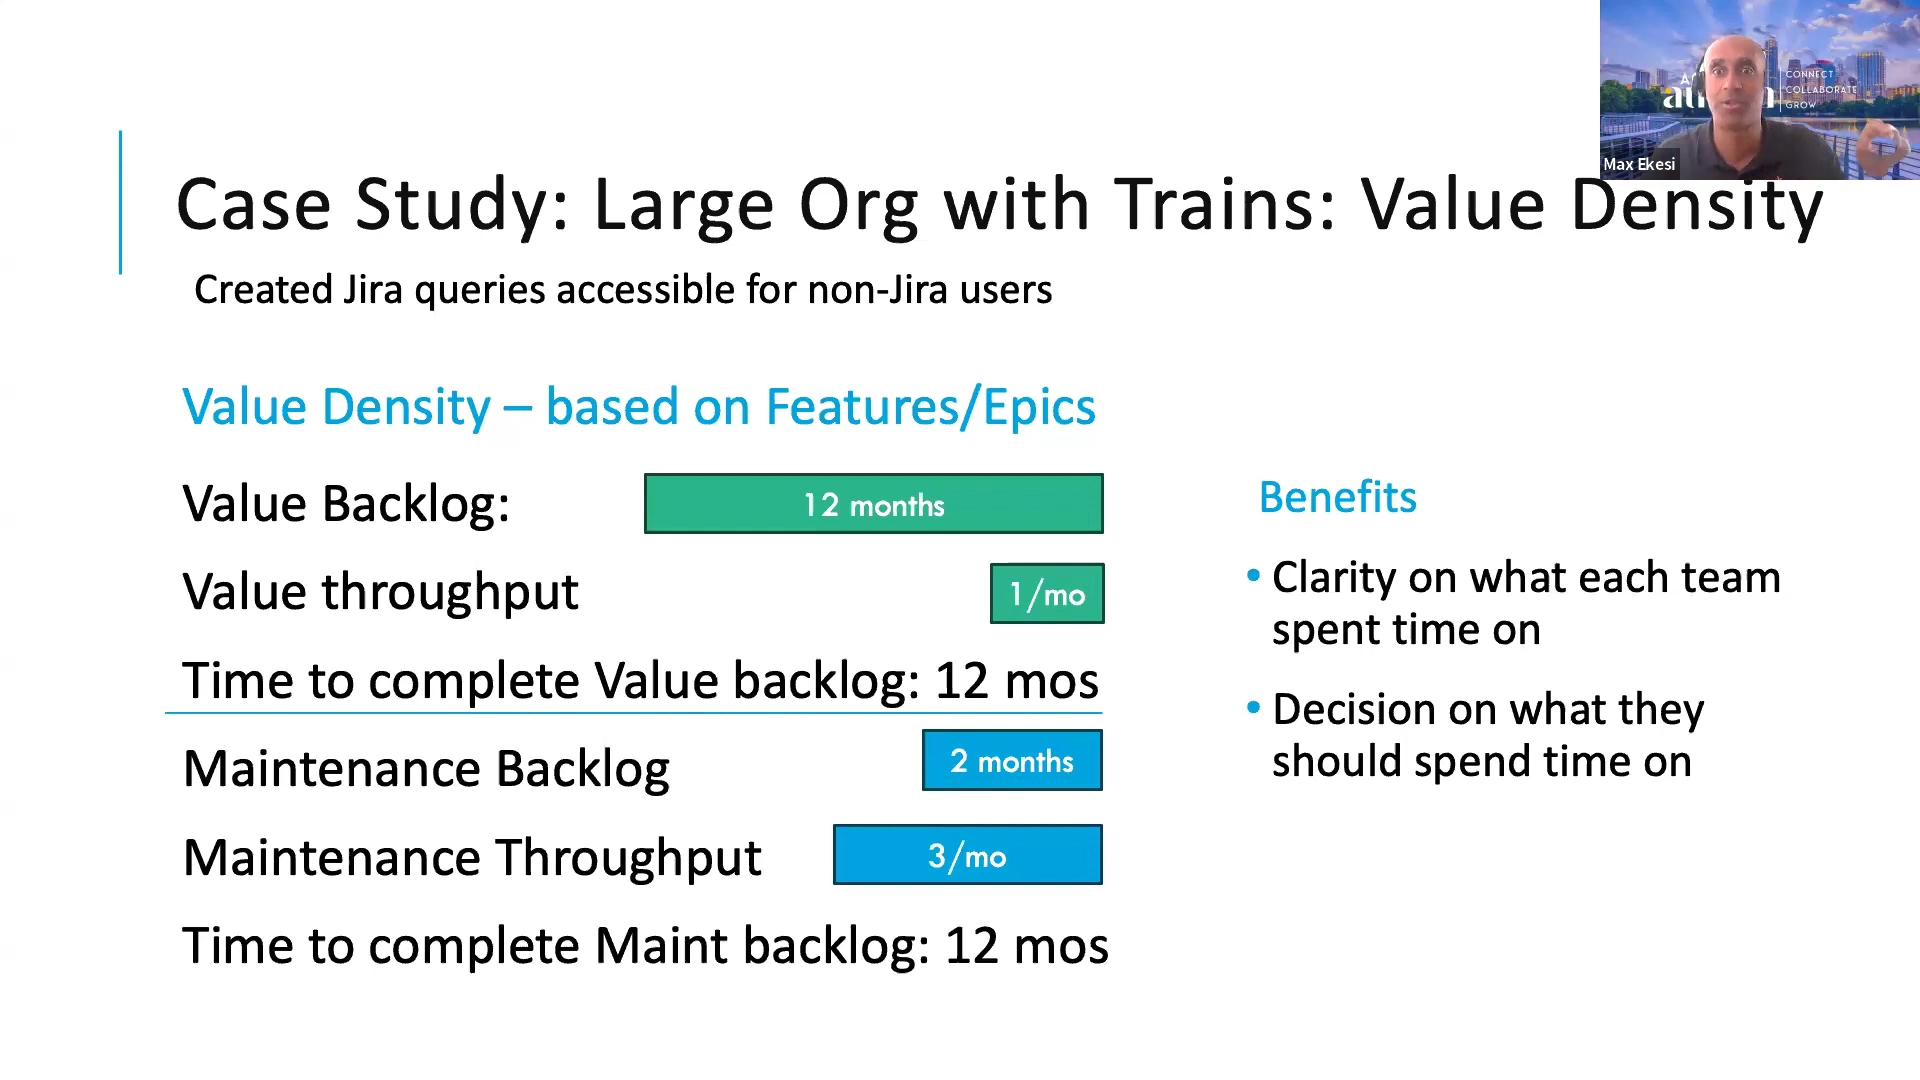 CONNECT
COLLABORATE
GROW
Max Ekesi
Case Study: Large Org with Trains: Value Density
Created Jira queries accessible for non-Jira users
Value Density – based on Features/Epics
Value Backlog:
12 months
Value throughput
1/mo
Time to complete Value backlog: 12 mos
Maintenance Backlog
2 months
Maintenance Throughput
3/mo
Time to complete Maint backlog: 12 mos
Benefits
• Clarity on what each team
spent time on
• Decision on what they
should spend time on